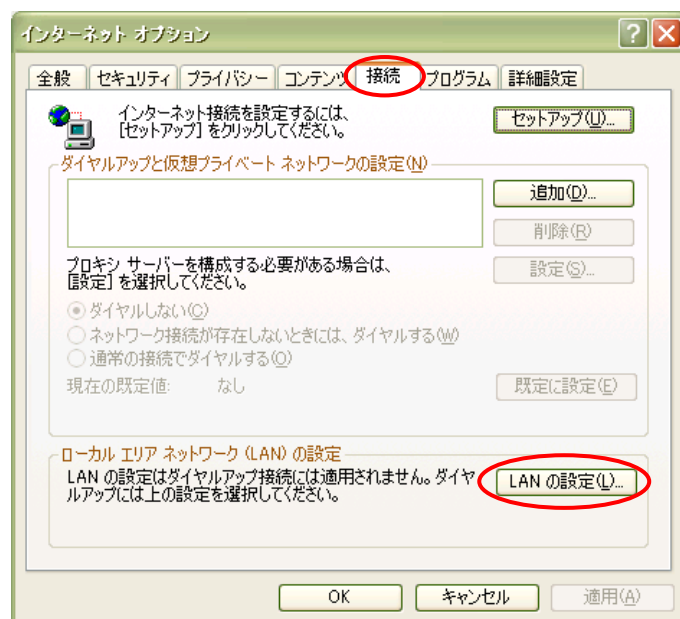 インターネット オプション
全般 セキュリティ プライバシー コンテンツ 接続 プログラム 詳細設定
インターネット接続を設定するには、
[セットアップ] をクリックしてください。
セットアップ(U)...
ダイヤルアップと仮想プライベート ネットワークの設定(N)
追加(D)...
削除(R)
プロキシ サーバーを構成する必要がある場合は、
[設定] を選択してください。
設定(S)...
ダイヤルしない(C)
ネットワーク接続が存在しないときには、ダイヤルする(W)
通常の接続でダイヤルする(O)
現在の既定値: なし
既定に設定(E)
ローカル エリア ネットワーク (LAN) の設定
LAN の設定はダイヤルアップ接続には適用されません。ダイヤ
ルアップには上の設定を選択してください。
LAN の設定(L)...
OK キャンセル 適用(A)